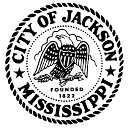 ★ CITY OF JACKSON ★
FOUNDED
1822
MISSISSIPPI